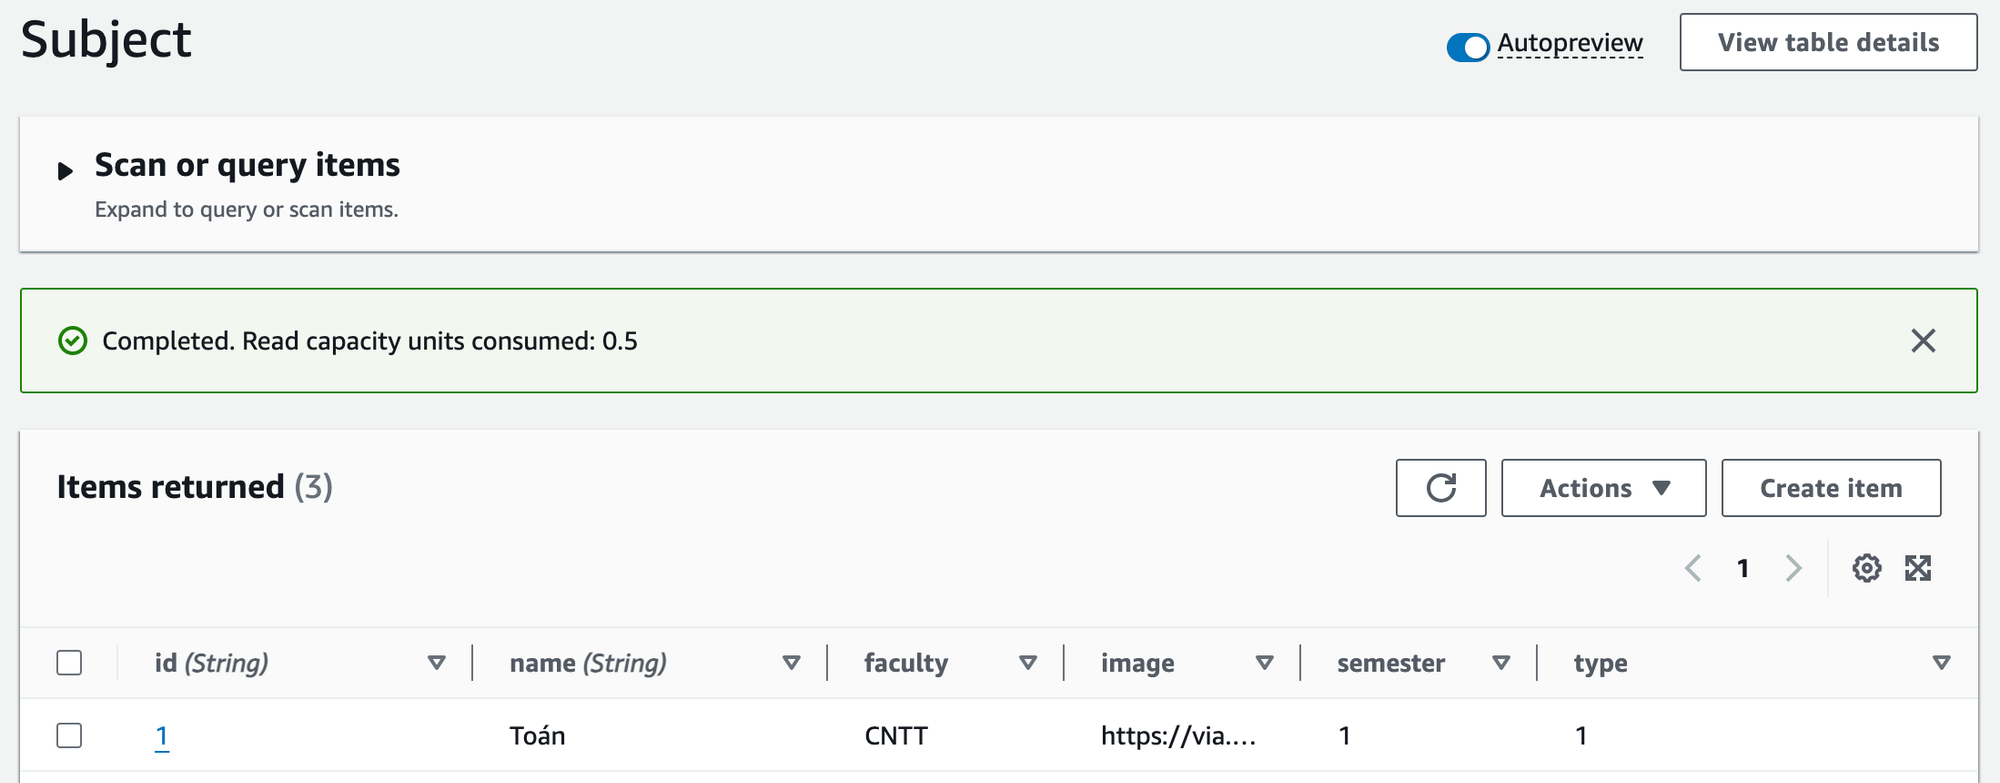 Subject
Autopreview
View table details
Scan or query items
Expand to query or scan items.
Completed. Read capacity units consumed: 0.5
Items returned (3)
Actions
Create item
1
id (String) name (String) faculty image semester type
1 Toán CNTT https://via.... 1 1